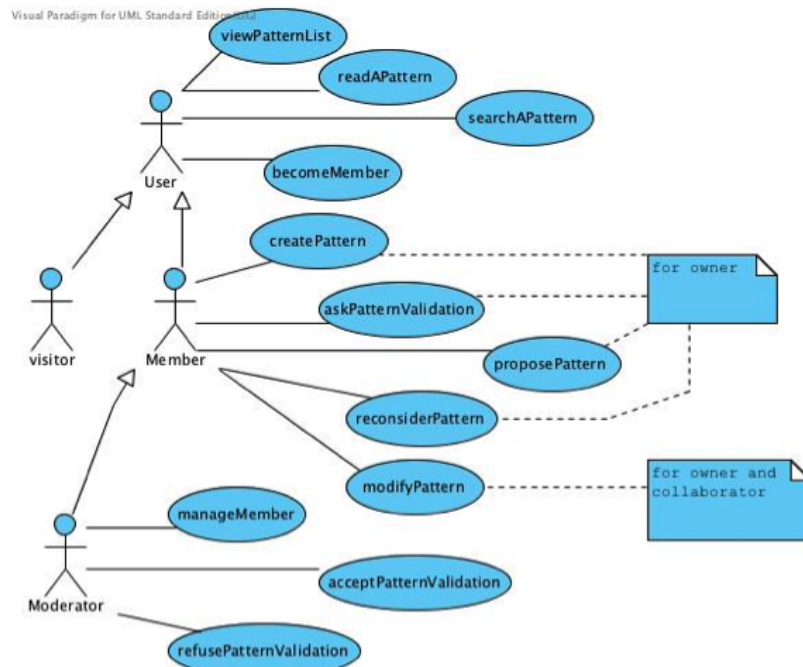 Visual Paradigm for UML Standard Edition
viewPatternList
readAPattern
searchAPattern
User
becomeMember
createPattern
for owner
askPatternValidation
visitor
Member
proposePattern
reconsiderPattern
for owner and
collaborator
modifyPattern
manageMember
acceptPatternValidation
Moderator
refusePatternValidation